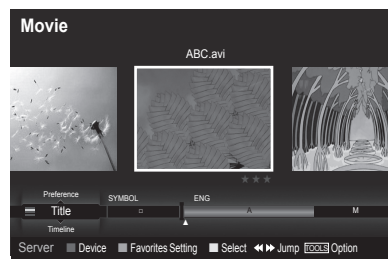 Movie
ABC.avi
Preference
SYMBOL ENG
Title A M
Timeline
Server Device Favorites Setting Select Jump TOOLS Option